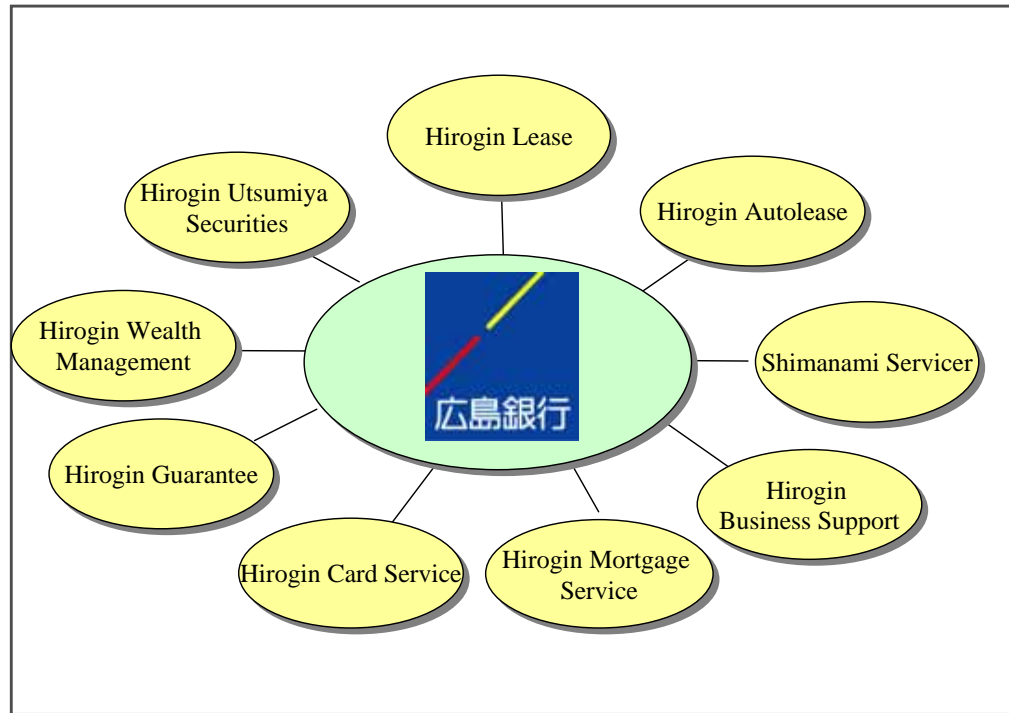 Hirogin Lease
Hirogin Utsumiya
Securities
Hirogin Autolease
Hirogin Wealth
Management
広島銀行
Shimanami Servicer
Hirogin Guarantee
Hirogin
Business Support
Hirogin Card Service
Hirogin Mortgage
Service